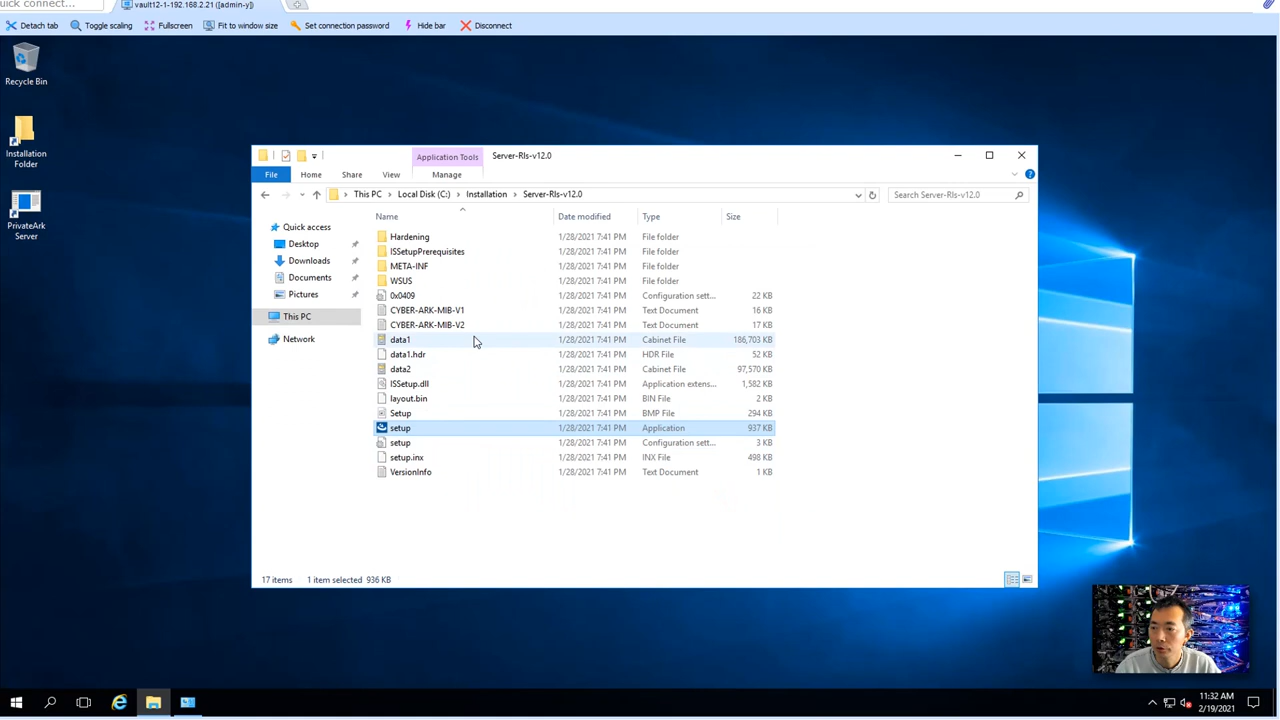 uick connect...
vault12-1-192.168.2.21 ([admin-y])
Detach tab Toggle scaling Fullscreen Fit to window size Set connection password Hide bar Disconnect
Recycle Bin
Installation
Folder
PrivateArk
Server
Application Tools Server-Rls-v12.0
File Home Share View Manage
This PC Local Disk (C:) Installation Server-Rls-v12.0 Search Server-Rls-v12.0
Name Date modified Type Size
Quick access
Desktop
Downloads
Documents
Pictures
This PC
Network
Hardening 1/28/2021 7:41 PM File folder
ISSetupPrerequisites 1/28/2021 7:41 PM File folder
META-INF 1/28/2021 7:41 PM File folder
WSUS 1/28/2021 7:41 PM File folder
0x0409 1/28/2021 7:41 PM Configuration sett... 22 KB
CYBER-ARK-MIB-V1 1/28/2021 7:41 PM Text Document 16 KB
CYBER-ARK-MIB-V2 1/28/2021 7:41 PM Text Document 17 KB
data1 1/28/2021 7:41 PM Cabinet File 186,703 KB
data1.hdr 1/28/2021 7:41 PM HDR File 52 KB
data2 1/28/2021 7:41 PM Cabinet File 97,570 KB
ISSetup.dll 1/28/2021 7:41 PM Application extens... 1,582 KB
layout.bin 1/28/2021 7:41 PM BIN File 2 KB
Setup 1/28/2021 7:41 PM BMP File 294 KB
setup 1/28/2021 7:41 PM Application 937 KB
setup 1/28/2021 7:41 PM Configuration sett... 3 KB
setup.inx 1/28/2021 7:41 PM INX File 498 KB
VersionInfo 1/28/2021 7:41 PM Text Document 1 KB
17 items 1 item selected 936 KB
11:32 AM
2/19/2021